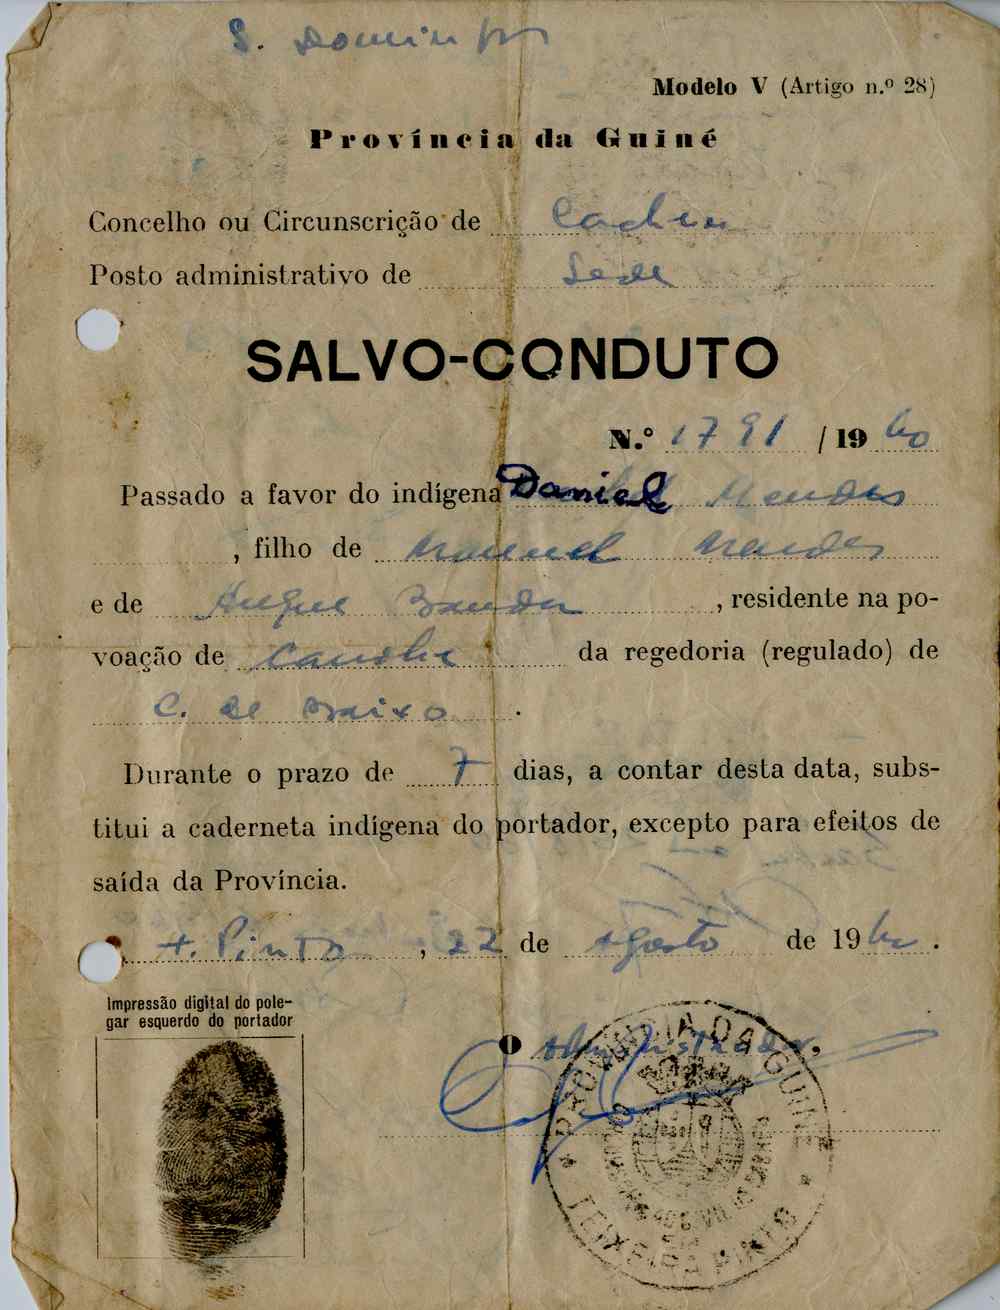 S. Domingos
Modelo V (Artigo n.º 28)
Província da Guiné
Concelho ou Circunscrição de Cacheu
Posto administrativo de Sede
SALVO-CONDUTO
N.º 1791 / 19 60
Passado a favor do indígena Daniel Mendes
, filho de Manuel Mendes
e de , residente na po-
voação de da regedoria (regulado) de
C. de Baixo .
Durante o prazo de 7 dias, a contar desta data, subs-
titui a caderneta indígena do portador, excepto para efeitos de
saída da Província.
T. Pinto , 22 de Agosto de 19 60 .
Impressão digital do pole-
gar esquerdo do portador
O Administrador,
PROVÍNCIA DA GUINÉ
TEIXEIRA PINTO